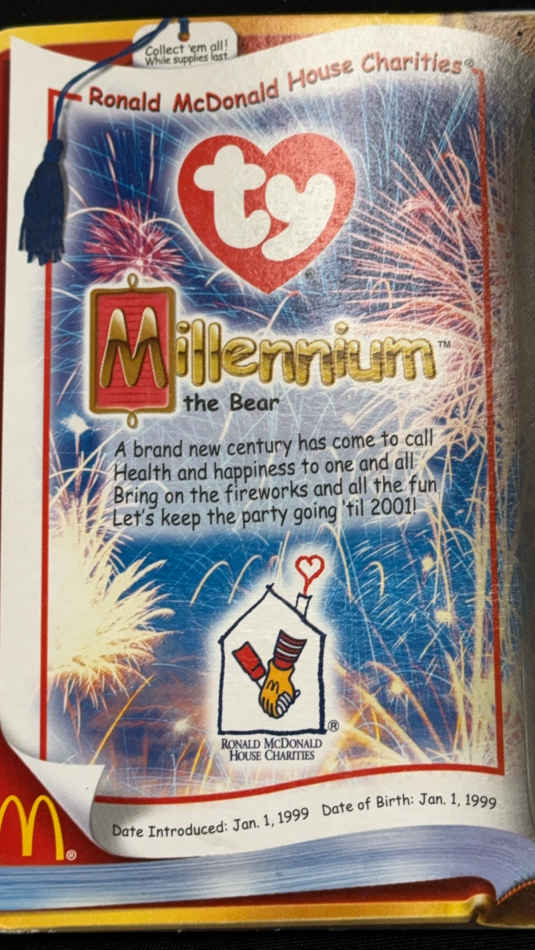 Collect 'em all!
While supplies last.
Ronald McDonald House Charities®
ty
®
Millennium™
the Bear
A brand new century has come to call
Health and happiness to one and all
Bring on the fireworks and all the fun
Let's keep the party going 'til 2001!
®
RONALD MCDONALD
HOUSE CHARITIES
Date Introduced: Jan. 1, 1999 Date of Birth: Jan. 1, 1999
M®